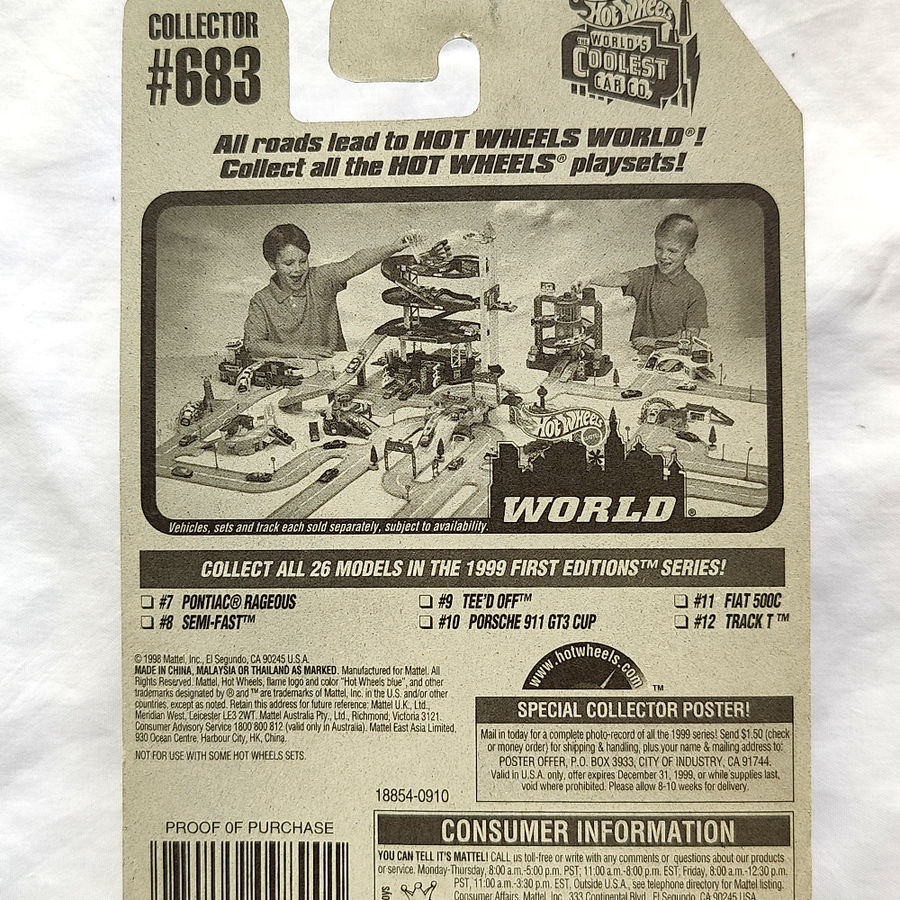 COLLECTOR
#683
Hot Wheels
THE WORLD'S
COOLEST
CAR CO.
All roads lead to HOT WHEELS WORLD®!
Collect all the HOT WHEELS® playsets!
Hot Wheels
WORLD®
Vehicles, sets and track each sold separately, subject to availability.
COLLECT ALL 26 MODELS IN THE 1999 FIRST EDITIONS™ SERIES!
#7 PONTIAC® RAGEOUS
#8 SEMI-FAST™
#9 TEE'D OFF™
#10 PORSCHE 911 GT3 CUP
#11 FIAT 500C
#12 TRACK T™
© 1998 Mattel, Inc., El Segundo, CA 90245 U.S.A.
MADE IN CHINA, MALAYSIA OR THAILAND AS MARKED. Manufactured for Mattel. All
Rights Reserved. Mattel, Hot Wheels, flame logo and color "Hot Wheels blue", and other
trademarks designated by ® and ™ are trademarks of Mattel, Inc. in the U.S. and/or other
countries, except as noted. Retain this address for future reference: Mattel U.K., Ltd.,
Meridian West, Leicester LE3 2WT. Mattel Australia Pty., Ltd., Richmond, Victoria 3121.
Consumer Advisory Service 1800 800 812 (valid only in Australia). Mattel East Asia Limited,
930 Ocean Centre, Harbour City, HK, China.
NOT FOR USE WITH SOME HOT WHEELS SETS.
www.hotwheels.com™
SPECIAL COLLECTOR POSTER!
Mail in today for a complete photo-record of all the 1999 series! Send $1.50 (check
or money order) for shipping & handling, plus your name & mailing address to:
POSTER OFFER, P.O. BOX 3933, CITY OF INDUSTRY, CA 91744.
Valid in U.S.A. only, offer expires December 31, 1999, or while supplies last,
void where prohibited. Please allow 8-10 weeks for delivery.
18854-0910
PROOF OF PURCHASE
CONSUMER INFORMATION
YOU CAN TELL IT'S MATTEL! CALL us toll-free or write with any comments or questions about our products
or service. Monday-Thursday, 8:00 a.m.-5:00 p.m. PST; 11:00 a.m.-8:00 p.m. EST; Friday, 8:00 a.m.-12:30 p.m.
PST, 11:00 a.m.-3:30 p.m. EST, Outside U.S.A., see telephone directory for Mattel listing.
Consumer Affairs, Mattel, Inc., 333 Continental Blvd., El Segundo, CA 90245 USA